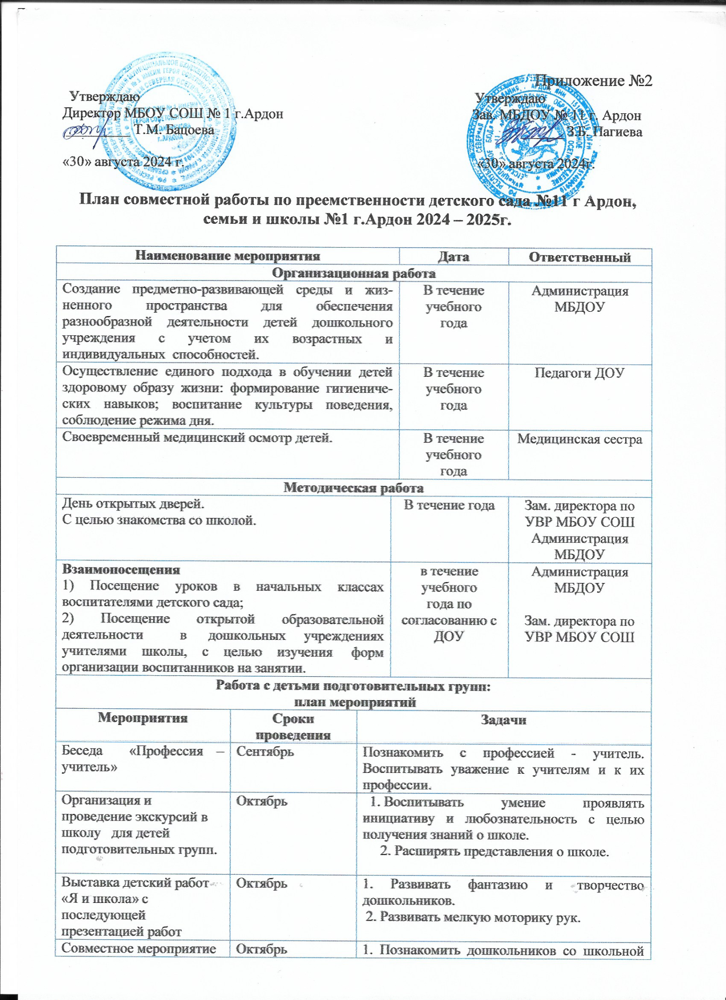 Приложение №2
Утверждаю
Директор МБОУ СОШ № 1 г.Ардон
Т.М. Бацоева
«30» августа 2024 г.
Утверждаю
Зав. МБДОУ № 11 г. Ардон
З.Б. Пагиева
«30» августа 2024г.
План совместной работы по преемственности детского сада №11 г Ардон,
семьи и школы №1 г.Ардон 2024 – 2025г.
Наименование мероприятия
Дата
Ответственный
Организационная работа
Создание предметно-развивающей среды и жиз-
ненного пространства для обеспечения
разнообразной деятельности детей дошкольного
учреждения с учетом их возрастных и
индивидуальных способностей.
В течение
учебного
года
Администрация
МБДОУ
Осуществление единого подхода в обучении детей
здоровому образу жизни: формирование гигиениче-
ских навыков; воспитание культуры поведения,
соблюдение режима дня.
В течение
учебного
года
Педагоги ДОУ
Своевременный медицинский осмотр детей.
В течение
учебного
года
Медицинская сестра
Методическая работа
День открытых дверей.
С целью знакомства со школой.
В течение года
Зам. директора по
УВР МБОУ СОШ
Администрация
МБДОУ
Взаимопосещения
1) Посещение уроков в начальных классах
воспитателями детского сада;
2) Посещение открытой образовательной
деятельности в дошкольных учреждениях
учителями школы, с целью изучения форм
организации воспитанников на занятии.
в течение
учебного
года по
согласованию с
ДОУ
Администрация
МБДОУ
Зам. директора по
УВР МБОУ СОШ
Работа с детьми подготовительных групп:
план мероприятий
Мероприятия
Сроки
проведения
Задачи
Беседа «Профессия –
учитель»
Сентябрь
Познакомить с профессией - учитель.
Воспитывать уважение к учителям и к их
профессии.
Организация и
проведение экскурсий в
школу для детей
подготовительных групп.
Октябрь
1. Воспитывать умение проявлять
инициативу и любознательность с целью
получения знаний о школе.
2. Расширять представления о школе.
Выставка детский работ
«Я и школа» с
последующей
презентацией работ
Октябрь
1. Развивать фантазию и творчество
дошкольников.
2. Развивать мелкую моторику рук.
Совместное мероприятие
Октябрь
1. Познакомить дошкольников со школьной